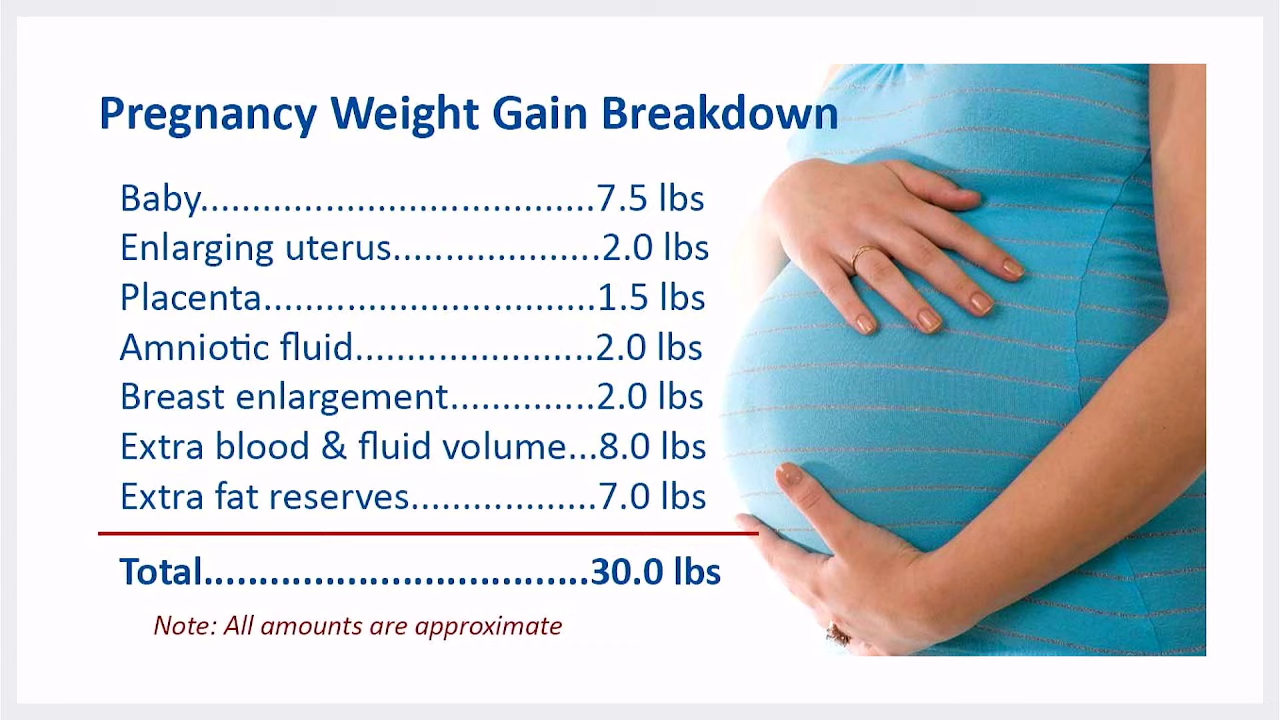 Pregnancy Weight Gain Breakdown
Baby......................................7.5 lbs
Enlarging uterus....................2.0 lbs
Placenta................................1.5 lbs
Amniotic fluid.......................2.0 lbs
Breast enlargement..............2.0 lbs
Extra blood & fluid volume...8.0 lbs
Extra fat reserves..................7.0 lbs
Total...................................30.0 lbs
Note: All amounts are approximate